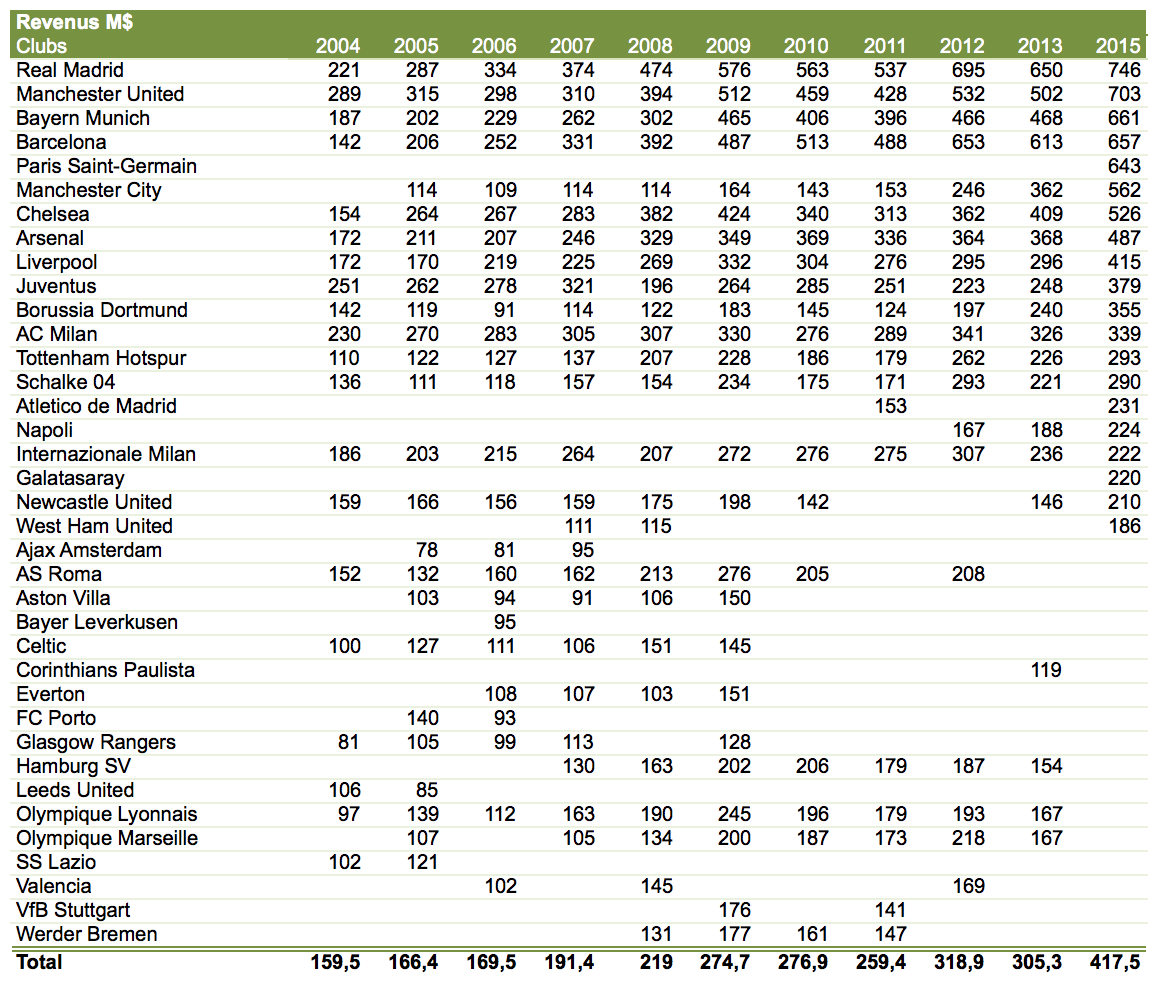 Revenus M$
Clubs 2004 2005 2006 2007 2008 2009 2010 2011 2012 2013 2015
Real Madrid 221 287 334 374 474 576 563 537 695 650 746
Manchester United 289 315 298 310 394 512 459 428 532 502 703
Bayern Munich 187 202 229 262 302 465 406 396 466 468 661
Barcelona 142 206 252 331 392 487 513 488 653 613 657
Paris Saint-Germain 643
Manchester City 114 109 114 114 164 143 153 246 362 562
Chelsea 154 264 267 283 382 424 340 313 362 409 526
Arsenal 172 211 207 246 329 349 369 336 364 368 487
Liverpool 172 170 219 225 269 332 304 276 295 296 415
Juventus 251 262 278 321 196 264 285 251 223 248 379
Borussia Dortmund 142 119 91 114 122 183 145 124 197 240 355
AC Milan 230 270 283 305 307 330 276 289 341 326 339
Tottenham Hotspur 110 122 127 137 207 228 186 179 262 226 293
Schalke 04 136 111 118 157 154 234 175 171 293 221 290
Atletico de Madrid 153 231
Napoli 167 188 224
Internazionale Milan 186 203 215 264 207 272 276 275 307 236 222
Galatasaray 220
Newcastle United 159 166 156 159 175 198 142 146 210
West Ham United 111 115 186
Ajax Amsterdam 78 81 95
AS Roma 152 132 160 162 213 276 205 208
Aston Villa 103 94 91 106 150
Bayer Leverkusen 95
Celtic 100 127 111 106 151 145
Corinthians Paulista 119
Everton 108 107 103 151
FC Porto 140 93
Glasgow Rangers 81 105 99 113 128
Hamburg SV 130 163 202 206 179 187 154
Leeds United 106 85
Olympique Lyonnais 97 139 112 163 190 245 196 179 193 167
Olympique Marseille 107 105 134 200 187 173 218 167
SS Lazio 102 121
Valencia 102 145 169
VfB Stuttgart 176 141
Werder Bremen 131 177 161 147
Total 159,5 166,4 169,5 191,4 219 274,7 276,9 259,4 318,9 305,3 417,5